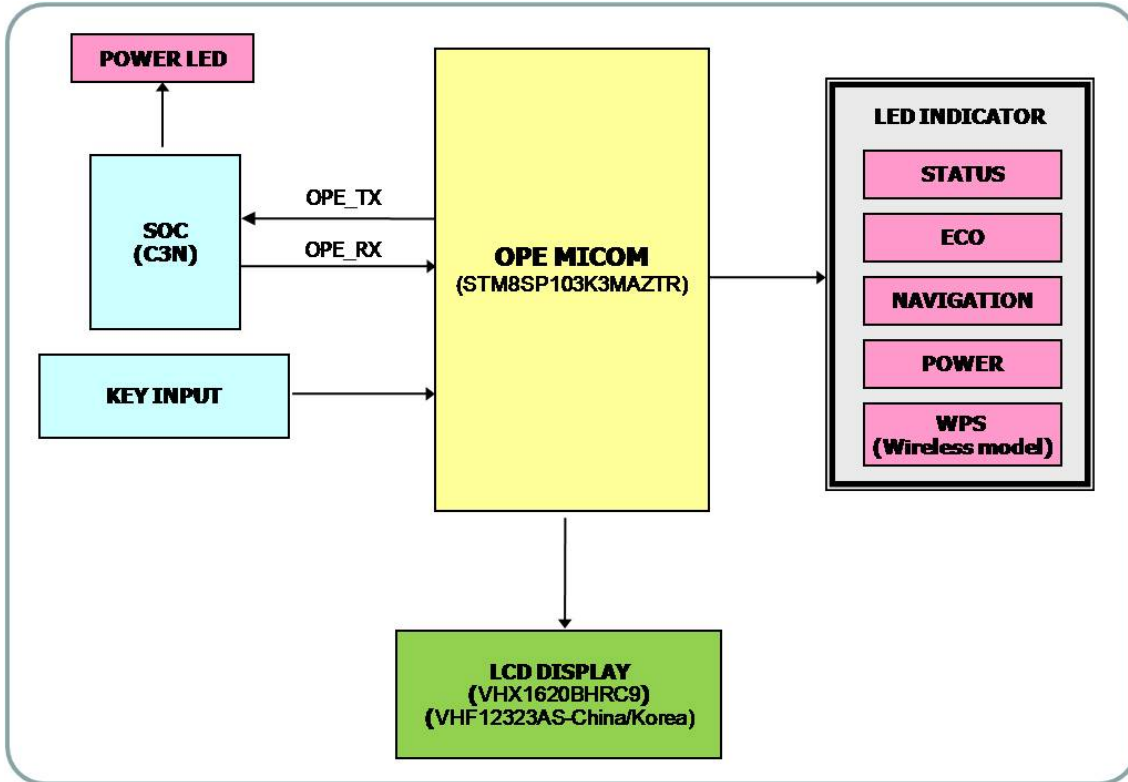 POWER LED
SOC
(C3N)
OPE_TX
OPE_RX
KEY INPUT
OPE MICOM
(STM8SP103K3MAZTR)
LED INDICATOR
STATUS
ECO
NAVIGATION
POWER
WPS
(Wireless model)
LCD DISPLAY
(VHX1620BHRC9)
(VHF12323AS-China/Korea)